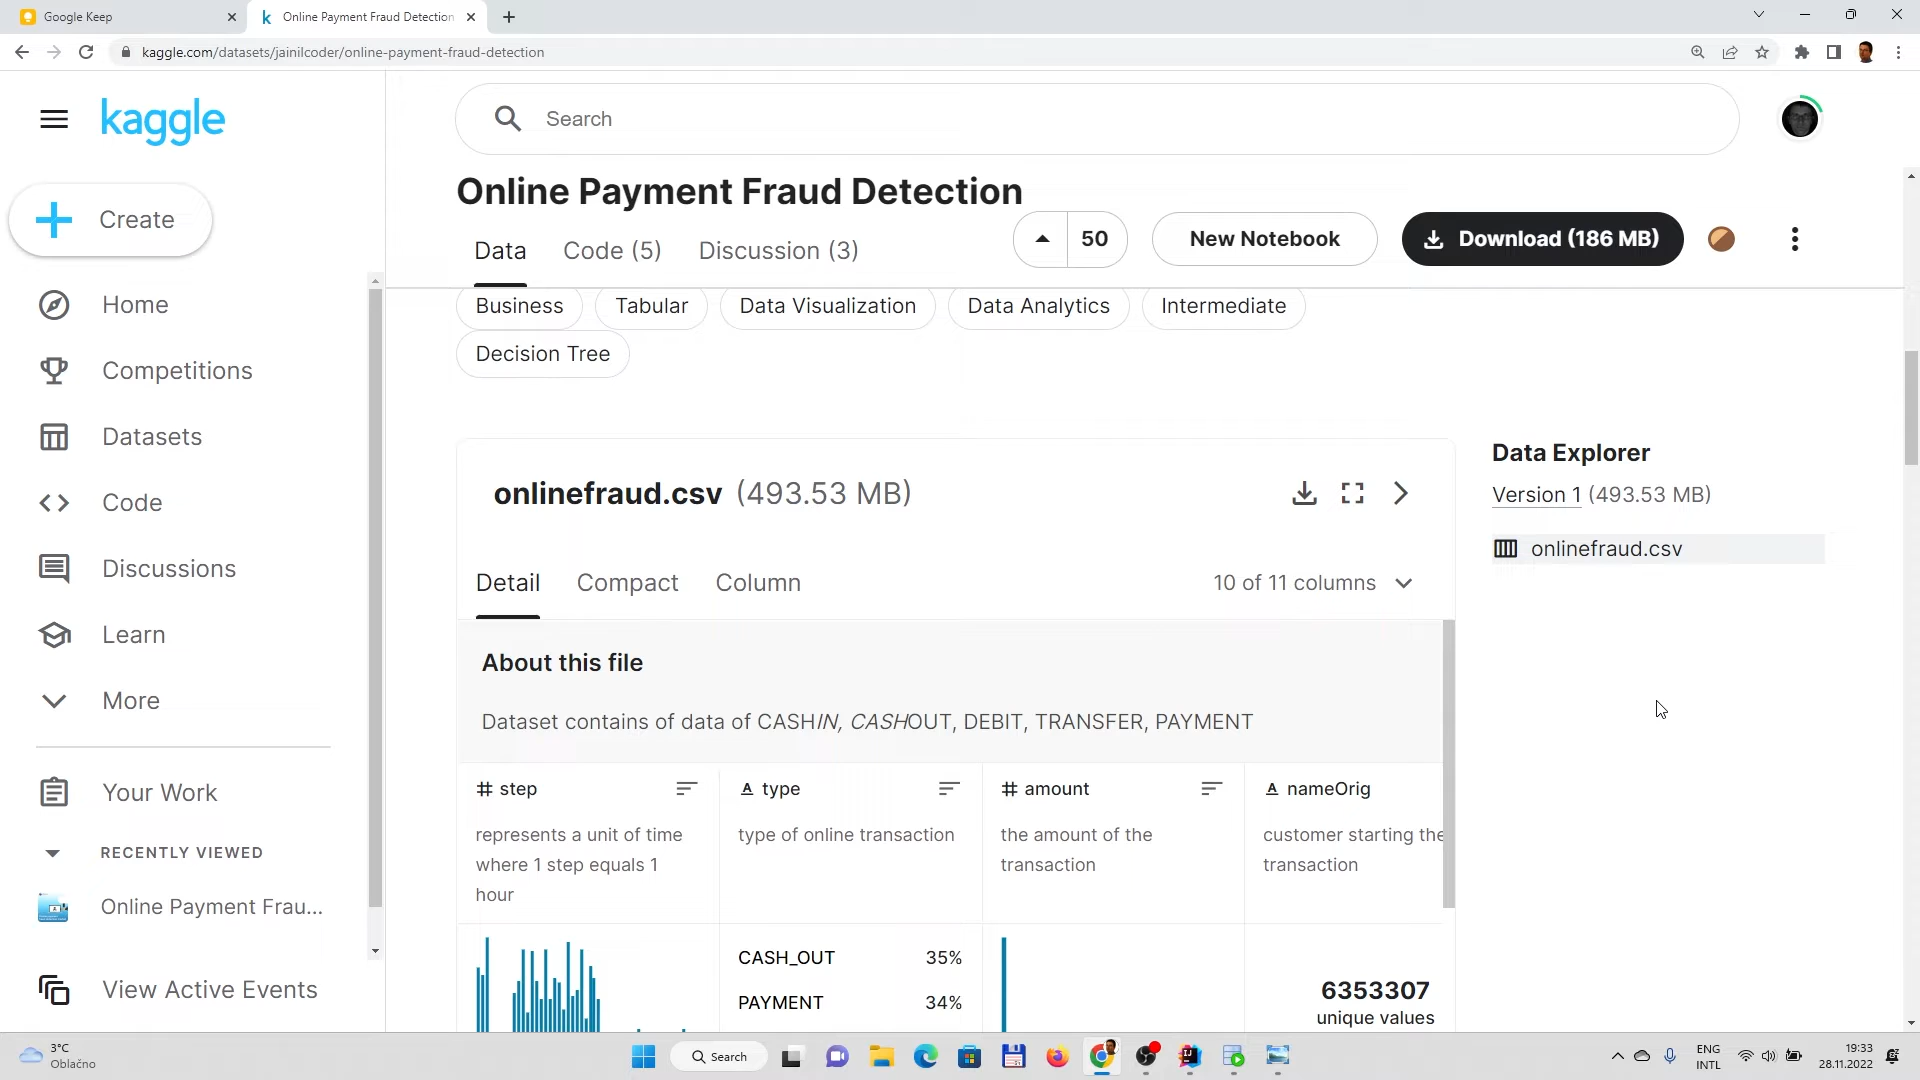 Google Keep
Online Payment Fraud Detection
kaggle.com/datasets/jainilcoder/online-payment-fraud-detection
kaggle
Search
Create
Online Payment Fraud Detection
Data
Code (5)
Discussion (3)
50
New Notebook
Download (186 MB)
Home
Competitions
Datasets
Code
Discussions
Learn
More
Your Work
RECENTLY VIEWED
Online Payment Frau...
View Active Events
Business
Tabular
Data Visualization
Data Analytics
Intermediate
Decision Tree
onlinefraud.csv (493.53 MB)
Detail
Compact
Column
10 of 11 columns
About this file
Dataset contains of data of CASHIN, CASHOUT, DEBIT, TRANSFER, PAYMENT
# step
A type
# amount
A nameOrig
represents a unit of time
where 1 step equals 1
hour
type of online transaction
the amount of the
transaction
customer starting the
transaction
CASH_OUT 35%
PAYMENT 34%
6353307
unique values
Data Explorer
Version 1 (493.53 MB)
onlinefraud.csv
3°C
Oblačno
Search
ENG
INTL
19:33
28.11.2022